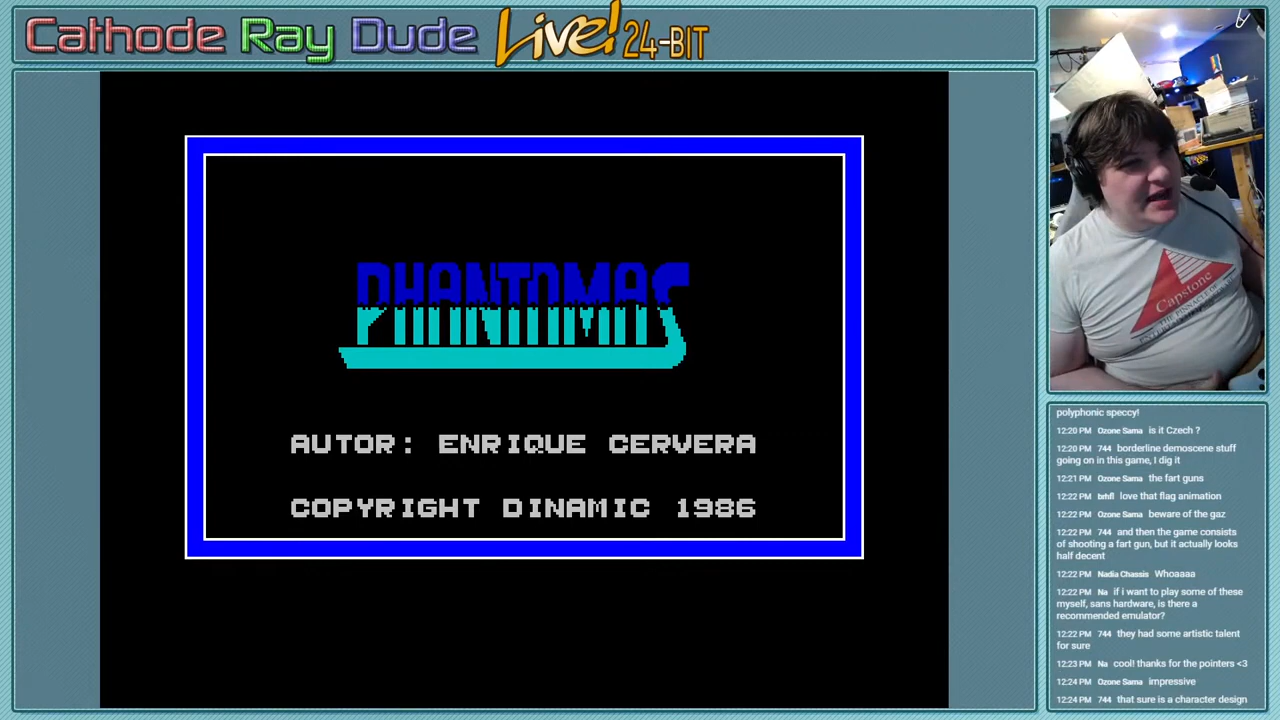 Cathode Ray Dude Live! 24-BIT
PHANTOMAS
AUTOR: ENRIQUE CERVERA
COPYRIGHT DINAMIC 1986
Capstone
polyphonic speccy!
12:20 PM Ozone Sama is it Czech ?
12:20 PM 744 borderline demoscene stuff
going on in this game, I dig it
12:21 PM Ozone Sama the fart guns
12:22 PM brhfl love that flag animation
12:22 PM Ozone Sama beware of the gaz
12:22 PM 744 and then the game consists
of shooting a fart gun, but it actually looks
half decent
12:22 PM Nadia Chassis Whoaaaa
12:22 PM Na if i want to play some of these
myself, sans hardware, is there a
recommended emulator?
12:22 PM 744 they had some artistic talent
for sure
12:23 PM Na cool! thanks for the pointers <3
12:24 PM Ozone Sama impressive
12:24 PM 744 that sure is a character design